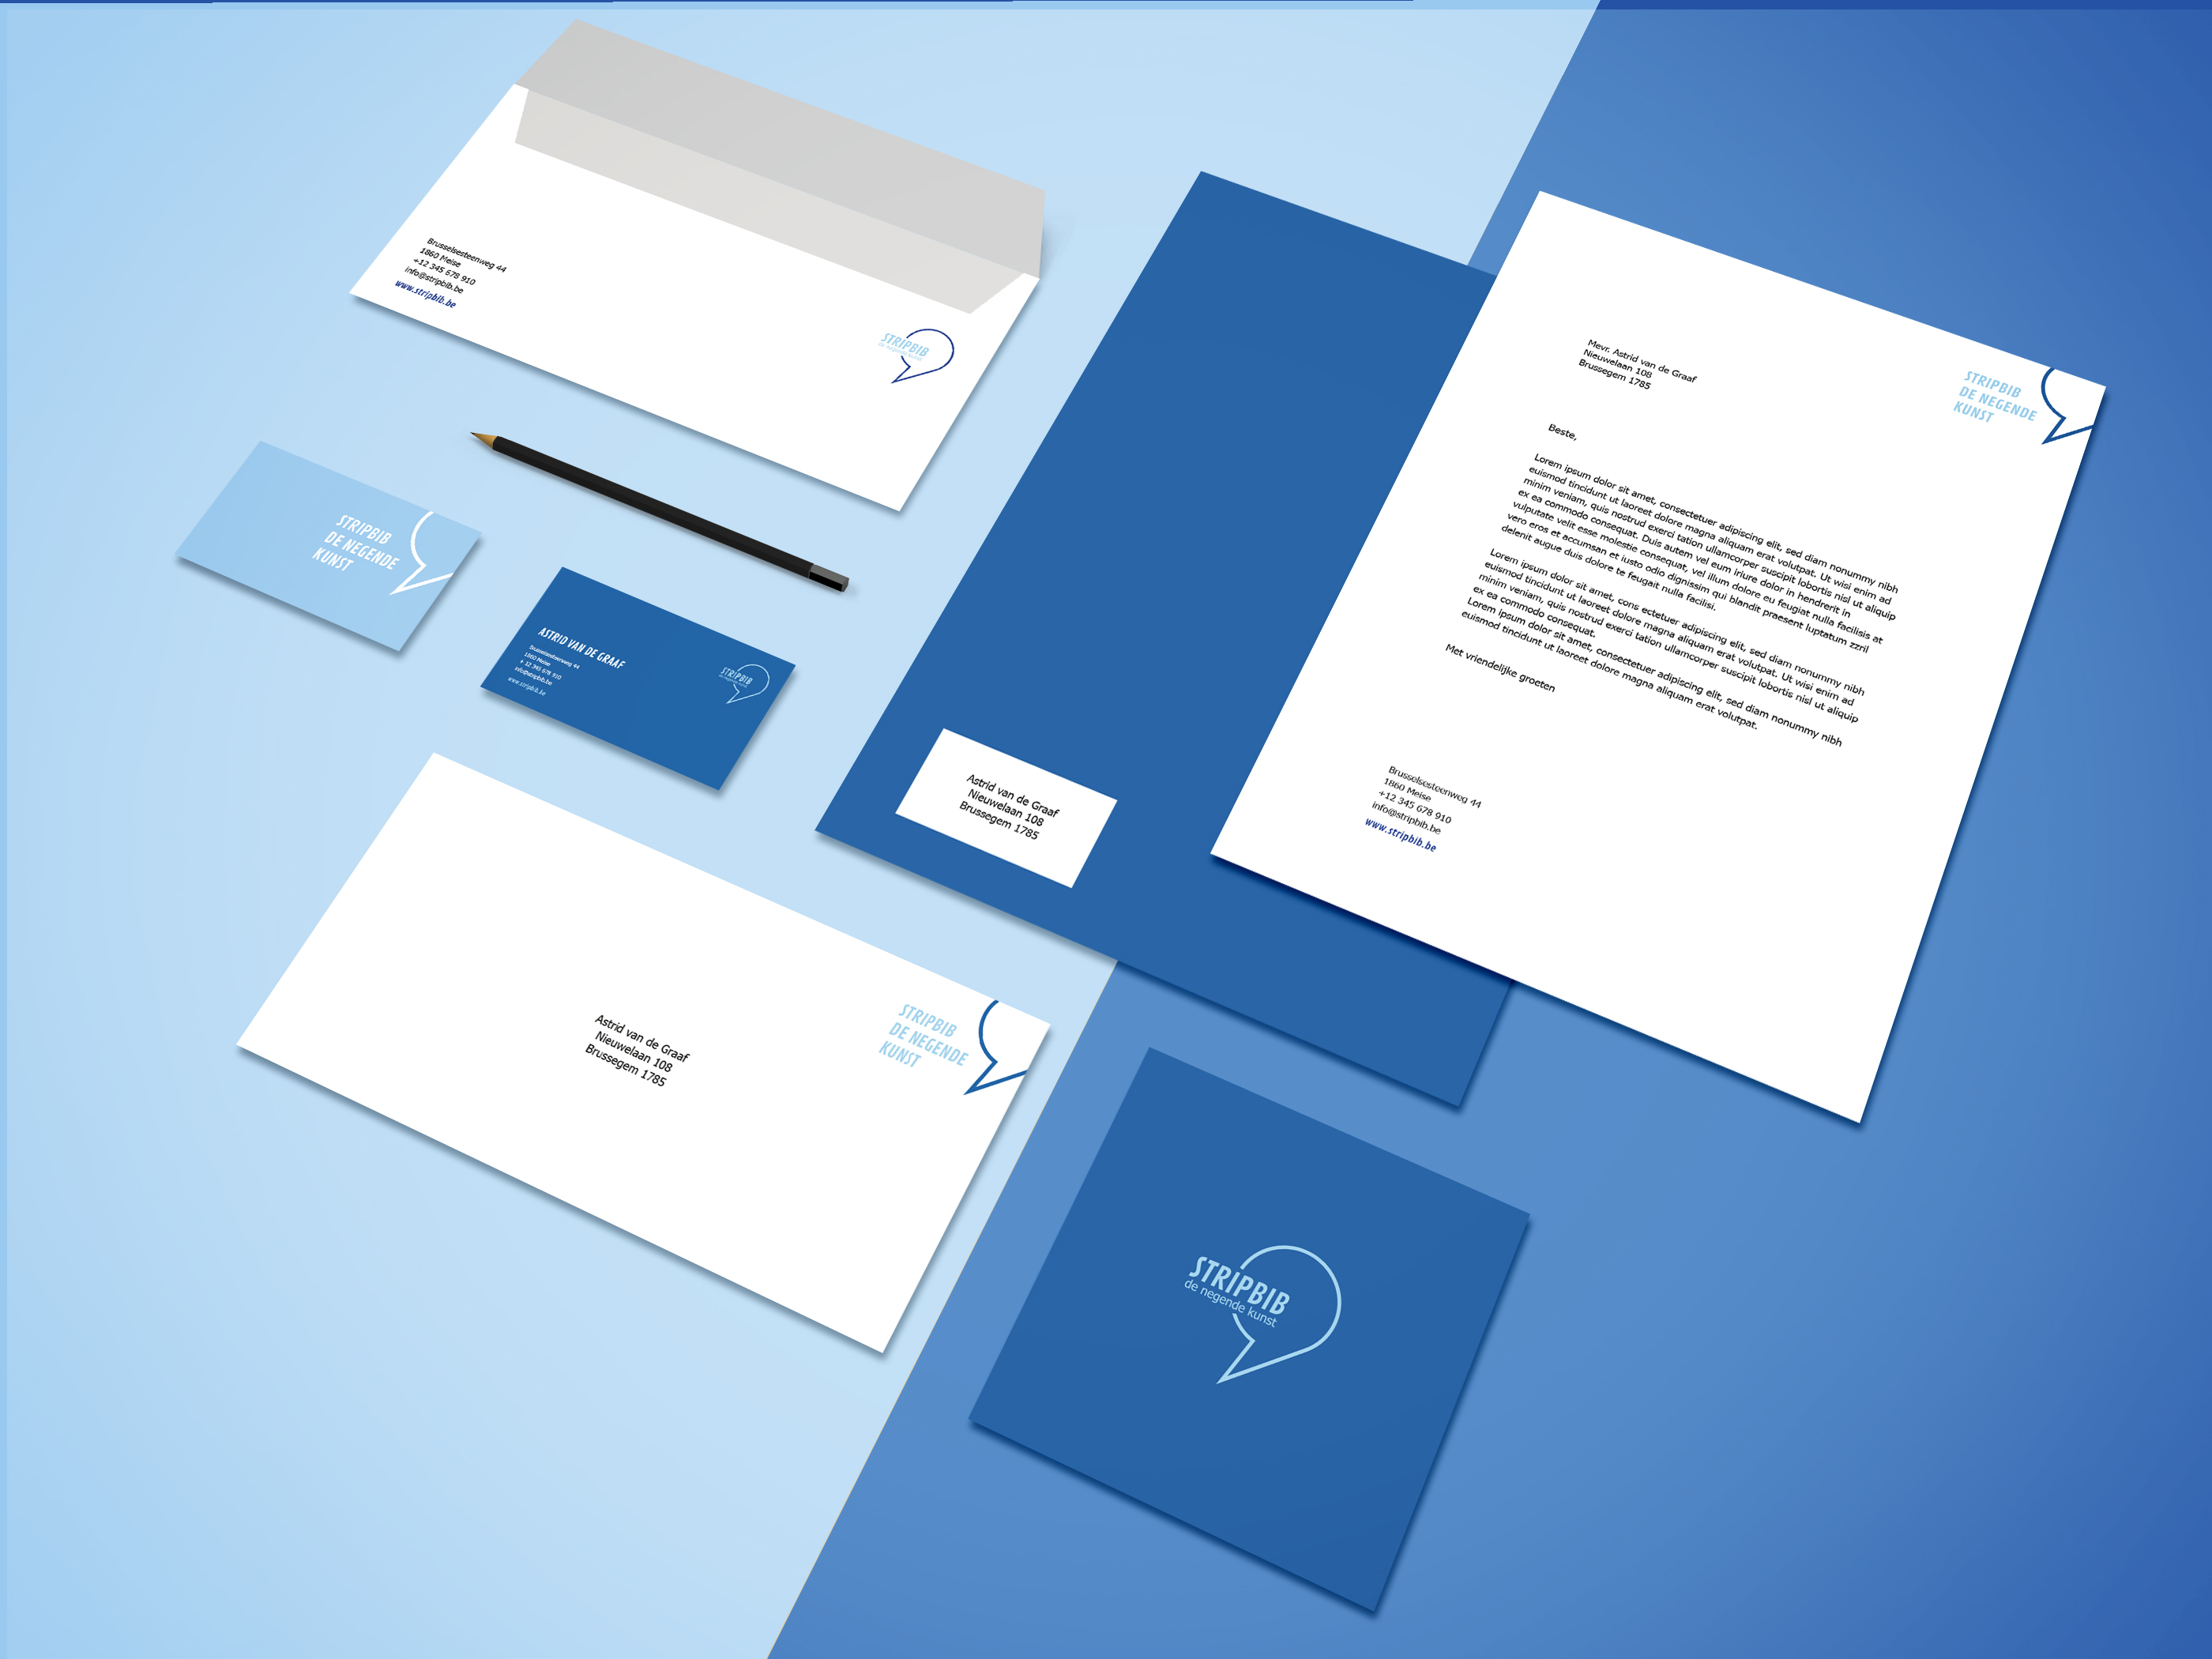 Brusselsesteenweg 44
1860 Meise
+12 345 678 910
info@stripbib.be
www.stripbib.be
STRIPBIB
de negende kunst
STRIPBIB
DE NEGENDE
KUNST
ASTRID VAN DE GRAAF
Brusselsesteenweg 44
1860 Meise
+ 12 345 678 910
info@stripbib.be
www.stripbib.be
STRIPBIB
de negende kunst
Astrid van de Graaf
Nieuwelaan 108
Brussegem 1785
STRIPBIB
DE NEGENDE
KUNST
Astrid van de Graaf
Nieuwelaan 108
Brussegem 1785
Mevr. Astrid van de Graaf
Nieuwelaan 108
Brussegem 1785
STRIPBIB
DE NEGENDE
KUNST
Beste,
Lorem ipsum dolor sit amet, consectetuer adipiscing elit, sed diam nonummy nibh
euismod tincidunt ut laoreet dolore magna aliquam erat volutpat. Ut wisi enim ad
minim veniam, quis nostrud exerci tation ullamcorper suscipit lobortis nisl ut aliquip
ex ea commodo consequat. Duis autem vel eum iriure dolor in hendrerit in
vulputate velit esse molestie consequat, vel illum dolore eu feugiat nulla facilisis at
vero eros et accumsan et iusto odio dignissim qui blandit praesent luptatum zzril
delenit augue duis dolore te feugait nulla facilisi.
Lorem ipsum dolor sit amet, cons ectetuer adipiscing elit, sed diam nonummy nibh
euismod tincidunt ut laoreet dolore magna aliquam erat volutpat. Ut wisi enim ad
minim veniam, quis nostrud exerci tation ullamcorper suscipit lobortis nisl ut aliquip
ex ea commodo consequat.
Lorem ipsum dolor sit amet, consectetuer adipiscing elit, sed diam nonummy nibh
euismod tincidunt ut laoreet dolore magna aliquam erat volutpat.
Met vriendelijke groeten
Brusselsesteenweg 44
1860 Meise
+12 345 678 910
info@stripbib.be
www.stripbib.be
STRIPBIB
de negende kunst